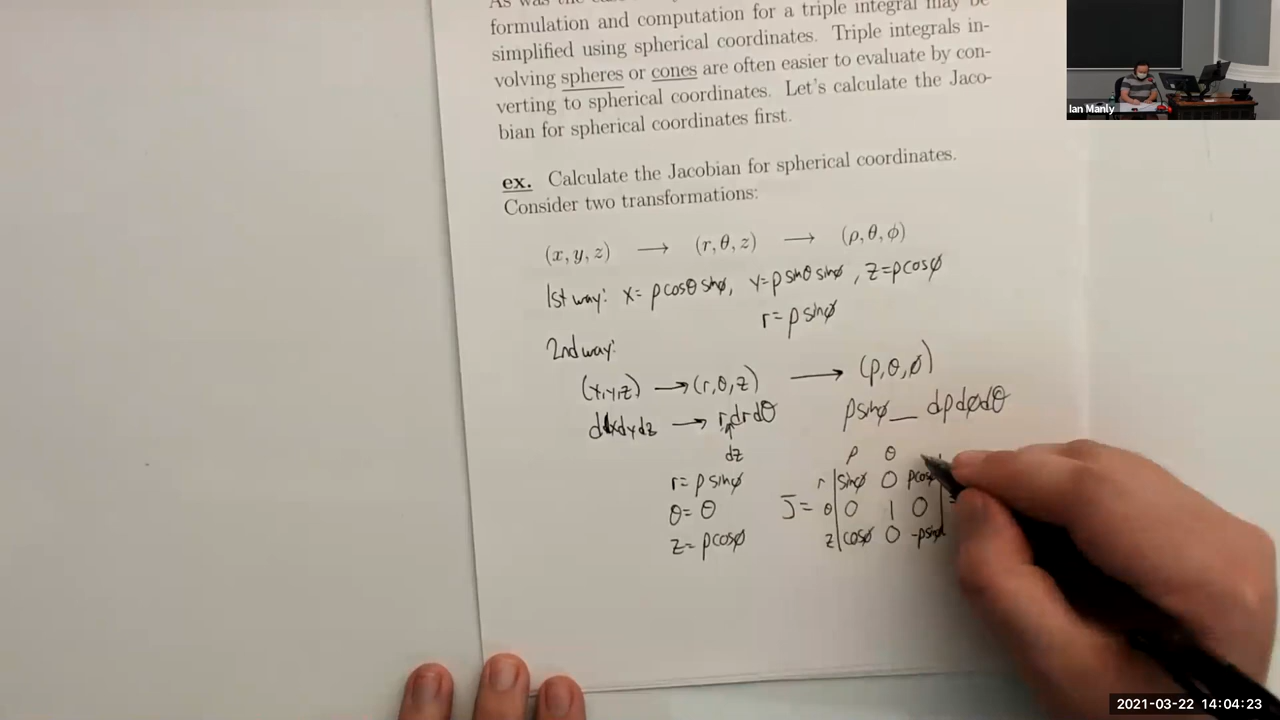 formulation and computation for a triple integral may be
simplified using spherical coordinates. Triple integrals in-
volving spheres or cones are often easier to evaluate by con-
verting to spherical coordinates. Let's calculate the Jaco-
bian for spherical coordinates first.
ex. Calculate the Jacobian for spherical coordinates.
Consider two transformations:
(x, y, z) → (r, θ, z) → (ρ, θ, ϕ)
1st way: x = ρcosθ sinϕ, y = ρ sinθ sinϕ, z = ρcosϕ
r = ρ sinϕ
2nd way:
(x,y,z) → (r,θ,z) → (ρ,θ,ϕ)
dxdydz → r dr dθ ρsinϕ __ dρdϕdθ
dz
ρ θ
r = ρ sinϕ
θ = θ
z = ρcosϕ
J =
r sinϕ 0 ρcosϕ
θ 0 1 0
z cosϕ 0 -ρsinϕ
Ian Manly
2021-03-22 14:04:23